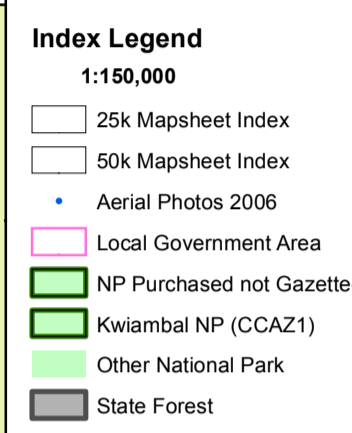 Index Legend
1:150,000
25k Mapsheet Index
50k Mapsheet Index
Aerial Photos 2006
Local Government Area
NP Purchased not Gazette
Kwiambal NP (CCAZ1)
Other National Park
State Forest